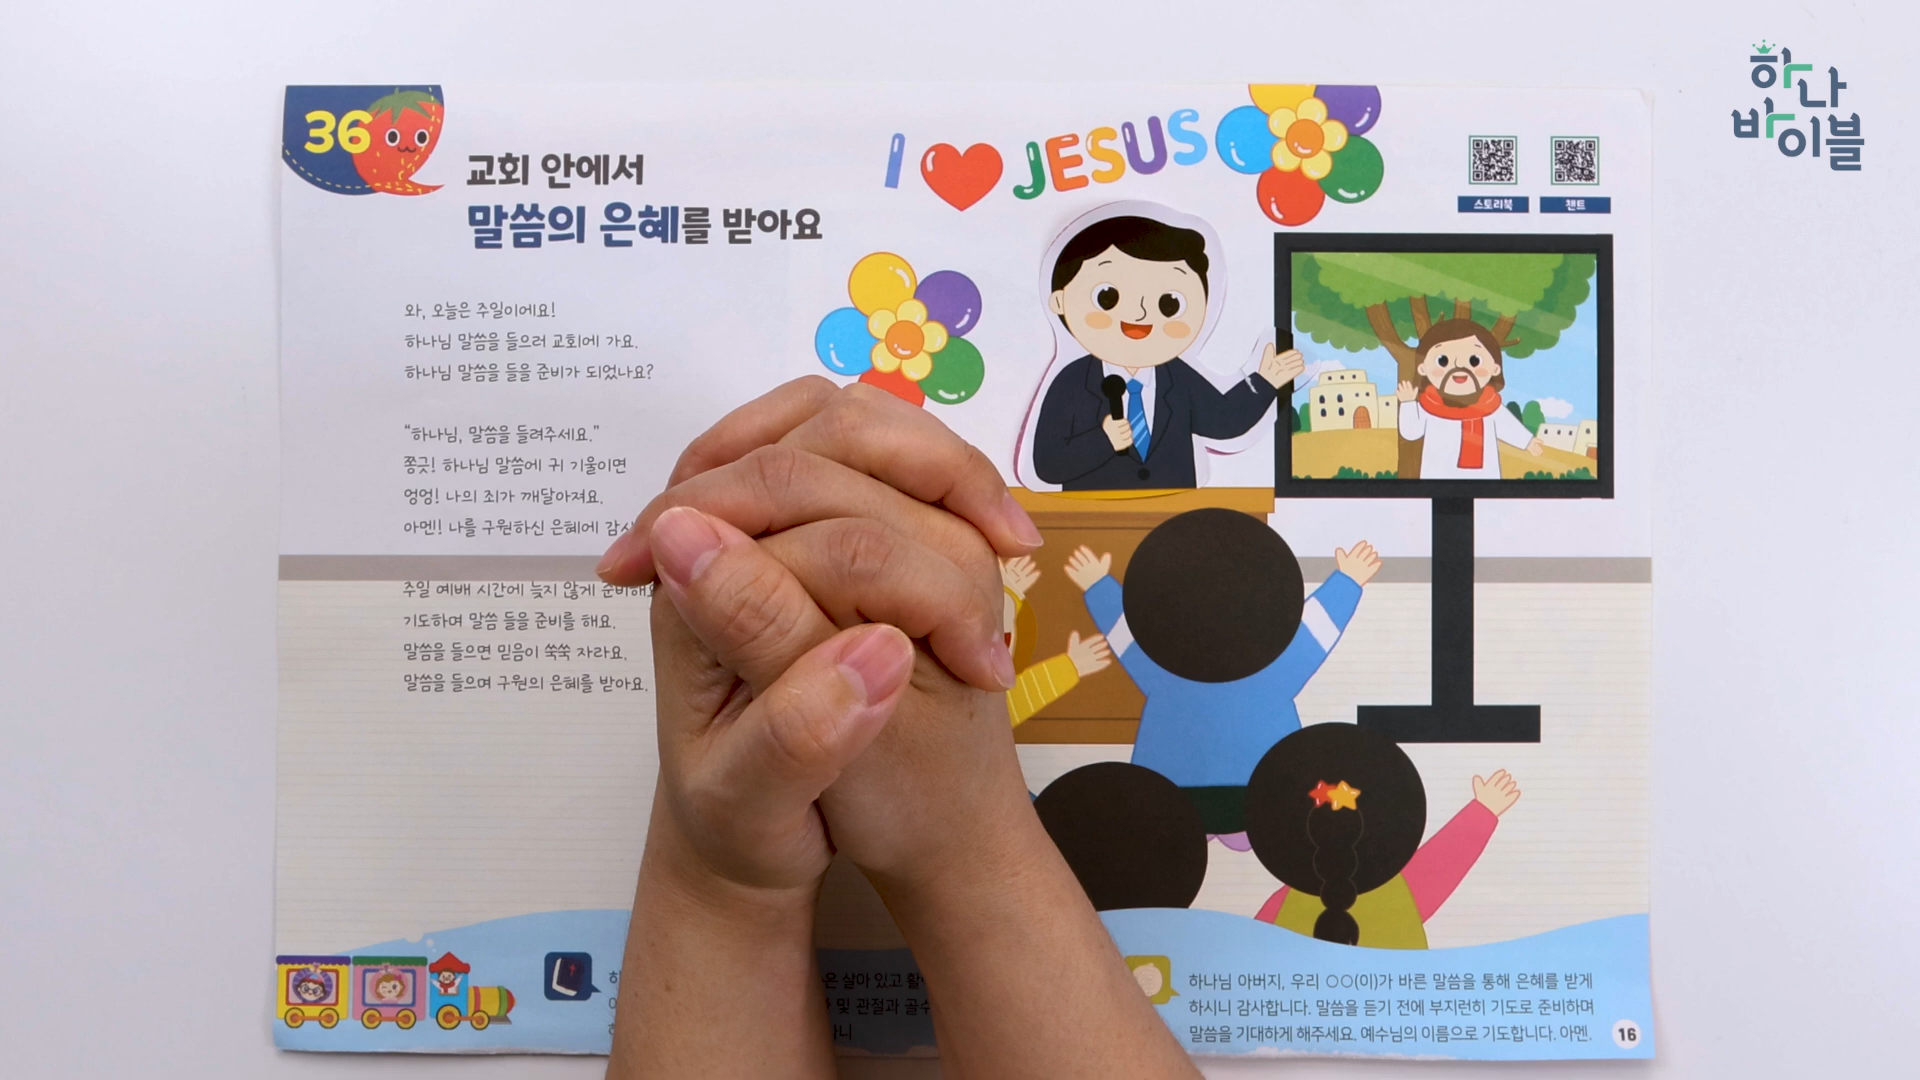 하나
바이블
36
교회 안에서
말씀의 은혜를 받아요
I JESUS
스토리북
챈트
와, 오늘은 주일이에요!
하나님 말씀을 들으러 교회에 가요.
하나님 말씀을 들을 준비가 되었나요?
“하나님, 말씀을 들려주세요.”
쫑긋! 하나님 말씀에 귀 기울이면
엉엉! 나의 죄가 깨달아져요.
아멘! 나를 구원하신 은혜에
주일 예배 시간에 늦지 않게 준비해요
기도하며 말씀 들을 준비를 해요.
말씀을 들으면 믿음이 쑥쑥 자라요.
말씀을 들으며 구원의 은혜를 받아요.
살아 있고
및 관절과
하나님 아버지, 우리 ○○(이)가 바른 말씀을 통해 은혜를 받게
하시니 감사합니다. 말씀을 듣기 전에 부지런히 기도로 준비하며
말씀을 기대하게 해주세요. 예수님의 이름으로 기도합니다. 아멘.
16